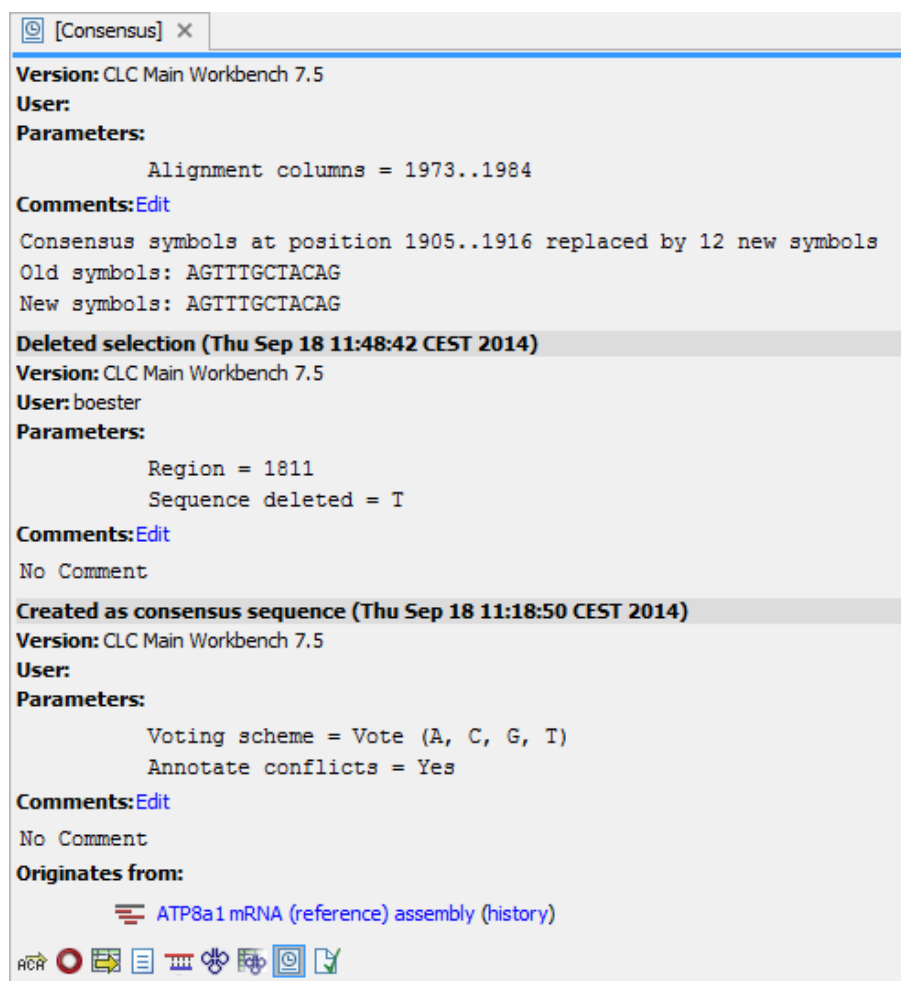 [Consensus]
Version: CLC Main Workbench 7.5
User:
Parameters:
Alignment columns = 1973..1984
Comments:Edit
Consensus symbols at position 1905..1916 replaced by 12 new symbols
Old symbols: AGTTTGCTACAG
New symbols: AGTTTGCTACAG
Deleted selection (Thu Sep 18 11:48:42 CEST 2014)
Version: CLC Main Workbench 7.5
User: boester
Parameters:
Region = 1811
Sequence deleted = T
Comments:Edit
No Comment
Created as consensus sequence (Thu Sep 18 11:18:50 CEST 2014)
Version: CLC Main Workbench 7.5
User:
Parameters:
Voting scheme = Vote (A, C, G, T)
Annotate conflicts = Yes
Comments:Edit
No Comment
Originates from:
ATP8a1 mRNA (reference) assembly (history)